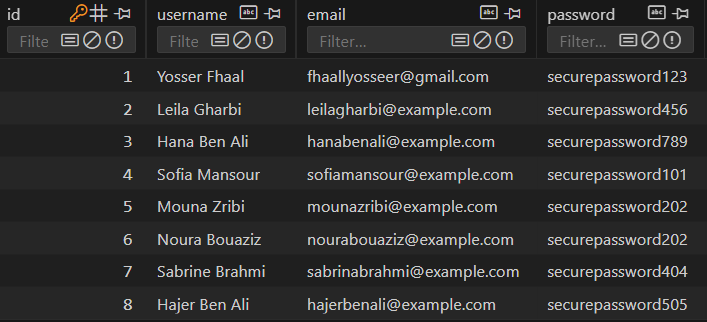 id username email password
Filte Filte Filter... Filter...
1 Yosser Fhaal fhaallyosseer@gmail.com securepassword123
2 Leila Gharbi leilagharbi@example.com securepassword456
3 Hana Ben Ali hanabenali@example.com securepassword789
4 Sofia Mansour sofiamansour@example.com securepassword101
5 Mouna Zribi mounazribi@example.com securepassword202
6 Noura Bouaziz nourabouaziz@example.com securepassword202
7 Sabrine Brahmi sabrinabrahmi@example.com securepassword404
8 Hajer Ben Ali hajerbenali@example.com securepassword505